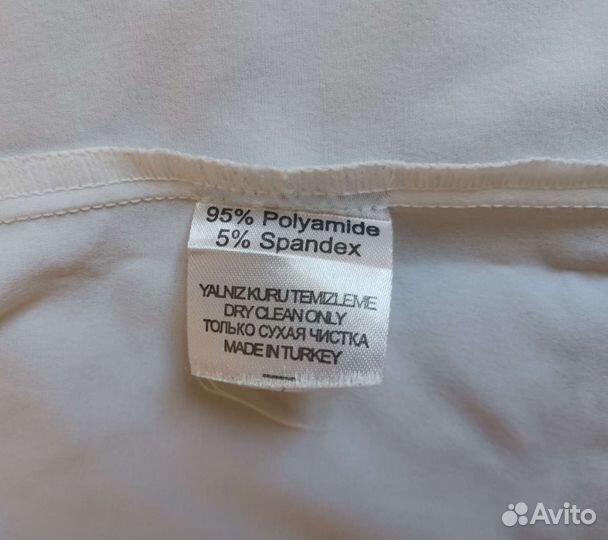 95% Polyamide
5% Spandex
YALNIZ KURU TEMIZLEME
DRY CLEAN ONLY
ТОЛЬКО СУХАЯ ЧИСТКА
MADE IN TURKEY
Avito